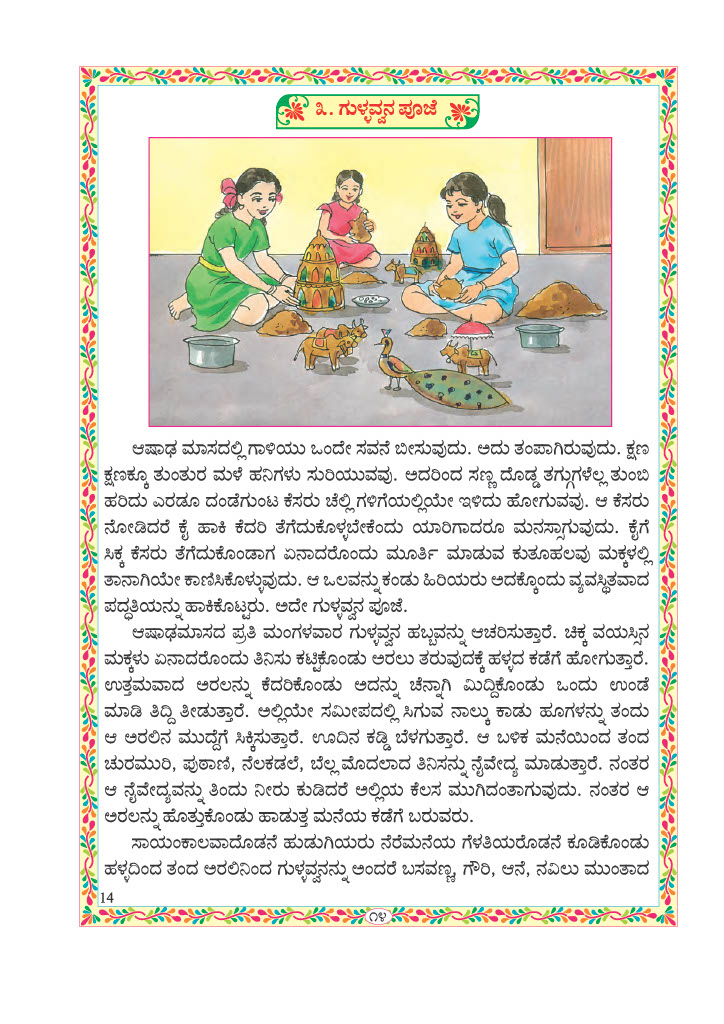 ೩. ಗುಳ್ಳವ್ವನ ಪೂಜೆ
ಆಷಾಢ ಮಾಸದಲ್ಲಿ ಗಾಳಿಯು ಒಂದೇ ಸವನೆ ಬೀಸುವುದು. ಅದು ತಂಪಾಗಿರುವುದು. ಕ್ಷಣ
ಕ್ಷಣಕ್ಕೂ ತುಂತುರ ಮಳೆ ಹನಿಗಳು ಸುರಿಯುವವು. ಅದರಿಂದ ಸಣ್ಣ ದೊಡ್ಡ ತಗ್ಗುಗಳೆಲ್ಲ ತುಂಬಿ
ಹರಿದು ಎರಡೂ ದಂಡೆಗುಂಟ ಕೆಸರು ಚೆಲ್ಲಿ ಗಳಿಗೆಯಲ್ಲಿಯೇ ಇಳಿದು ಹೋಗುವವು. ಆ ಕೆಸರು
ನೋಡಿದರೆ ಕೈ ಹಾಕಿ ಕೆದರಿ ತೆಗೆದುಕೊಳ್ಳಬೇಕೆಂದು ಯಾರಿಗಾದರೂ ಮನಸ್ಸಾಗುವುದು. ಕೈಗೆ
ಸಿಕ್ಕ ಕೆಸರು ತೆಗೆದುಕೊಂಡಾಗ ಏನಾದರೊಂದು ಮೂರ್ತಿ ಮಾಡುವ ಕುತೂಹಲವು ಮಕ್ಕಳಲ್ಲಿ
ತಾನಾಗಿಯೇ ಕಾಣಿಸಿಕೊಳ್ಳುವುದು. ಆ ಒಲವನ್ನು ಕಂಡು ಹಿರಿಯರು ಅದಕ್ಕೊಂದು ವ್ಯವಸ್ಥಿತವಾದ
ಪದ್ಧತಿಯನ್ನು ಹಾಕಿಕೊಟ್ಟರು. ಅದೇ ಗುಳ್ಳವ್ವನ ಪೂಜೆ.
ಆಷಾಢಮಾಸದ ಪ್ರತಿ ಮಂಗಳವಾರ ಗುಳ್ಳವ್ವನ ಹಬ್ಬವನ್ನು ಆಚರಿಸುತ್ತಾರೆ. ಚಿಕ್ಕ ವಯಸ್ಸಿನ
ಮಕ್ಕಳು ಏನಾದರೊಂದು ತಿನಿಸು ಕಟ್ಟಿಕೊಂಡು ಅರಲು ತರುವುದಕ್ಕೆ ಹಳ್ಳದ ಕಡೆಗೆ ಹೋಗುತ್ತಾರೆ.
ಉತ್ತಮವಾದ ಅರಲನ್ನು ಕೆದರಿಕೊಂಡು ಅದನ್ನು ಚೆನ್ನಾಗಿ ಮಿದ್ದಿಕೊಂಡು ಒಂದು ಉಂಡೆ
ಮಾಡಿ ತಿದ್ದಿ ತೀಡುತ್ತಾರೆ. ಅಲ್ಲಿಯೇ ಸಮೀಪದಲ್ಲಿ ಸಿಗುವ ನಾಲ್ಕು ಕಾಡು ಹೂಗಳನ್ನು ತಂದು
ಆ ಅರಲಿನ ಮುದ್ದೆಗೆ ಸಿಕ್ಕಿಸುತ್ತಾರೆ. ಊದಿನ ಕಡ್ಡಿ ಬೆಳಗುತ್ತಾರೆ. ಆ ಬಳಿಕ ಮನೆಯಿಂದ ತಂದ
ಚುರಮುರಿ, ಪುಠಾಣಿ, ನೆಲಕಡಲೆ, ಬೆಲ್ಲ ಮೊದಲಾದ ತಿನಿಸನ್ನು ನೈವೇದ್ಯ ಮಾಡುತ್ತಾರೆ. ನಂತರ
ಆ ನೈವೇದ್ಯವನ್ನು ತಿಂದು ನೀರು ಕುಡಿದರೆ ಅಲ್ಲಿಯ ಕೆಲಸ ಮುಗಿದಂತಾಗುವುದು. ನಂತರ ಆ
ಅರಲನ್ನು ಹೊತ್ತುಕೊಂಡು ಹಾಡುತ್ತ ಮನೆಯ ಕಡೆಗೆ ಬರುವರು.
ಸಾಯಂಕಾಲವಾದೊಡನೆ ಹುಡುಗಿಯರು ನೆರೆಮನೆಯ ಗೆಳತಿಯರೊಡನೆ ಕೂಡಿಕೊಂಡು
ಹಳ್ಳದಿಂದ ತಂದ ಅರಲಿನಿಂದ ಗುಳ್ಳವ್ವನನ್ನು ಅಂದರೆ ಬಸವಣ್ಣ, ಗೌರಿ, ಆನೆ, ನವಿಲು ಮುಂತಾದ
14
೧೪